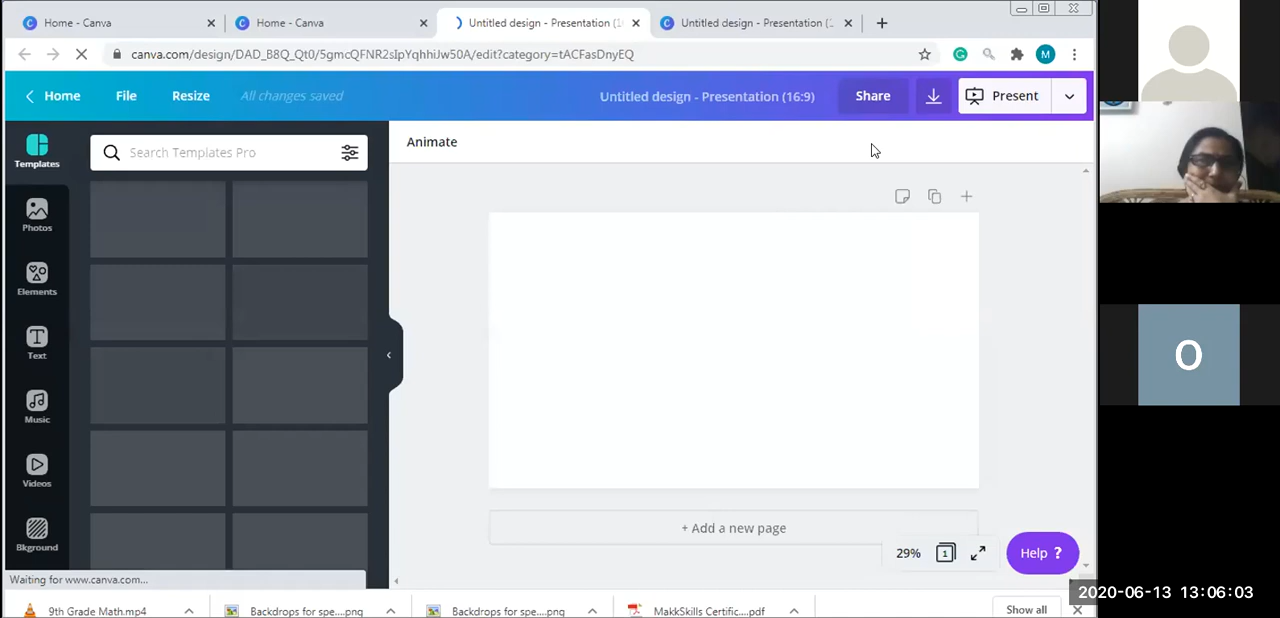 Home - Canva
Home - Canva
Untitled design - Presentation (1
Untitled design - Presentation (
canva.com/design/DAD_B8Q_Qt0/5gmcQFNR2sIpYqhhiJw50A/edit?category=tACFasDnyEQ
M
Home
File
Resize
All changes saved
Untitled design - Presentation (16:9)
Share
Present
Templates
Search Templates Pro
Animate
Photos
Elements
Text
Music
Videos
Bkground
+ Add a new page
29%
1
Help ?
O
Waiting for www.canva.com...
2020-06-13 13:06:03
9th Grade Math.mp4
Backdrops for spe....png
Backdrops for spe....png
MakkSkills Certific....pdf
Show all